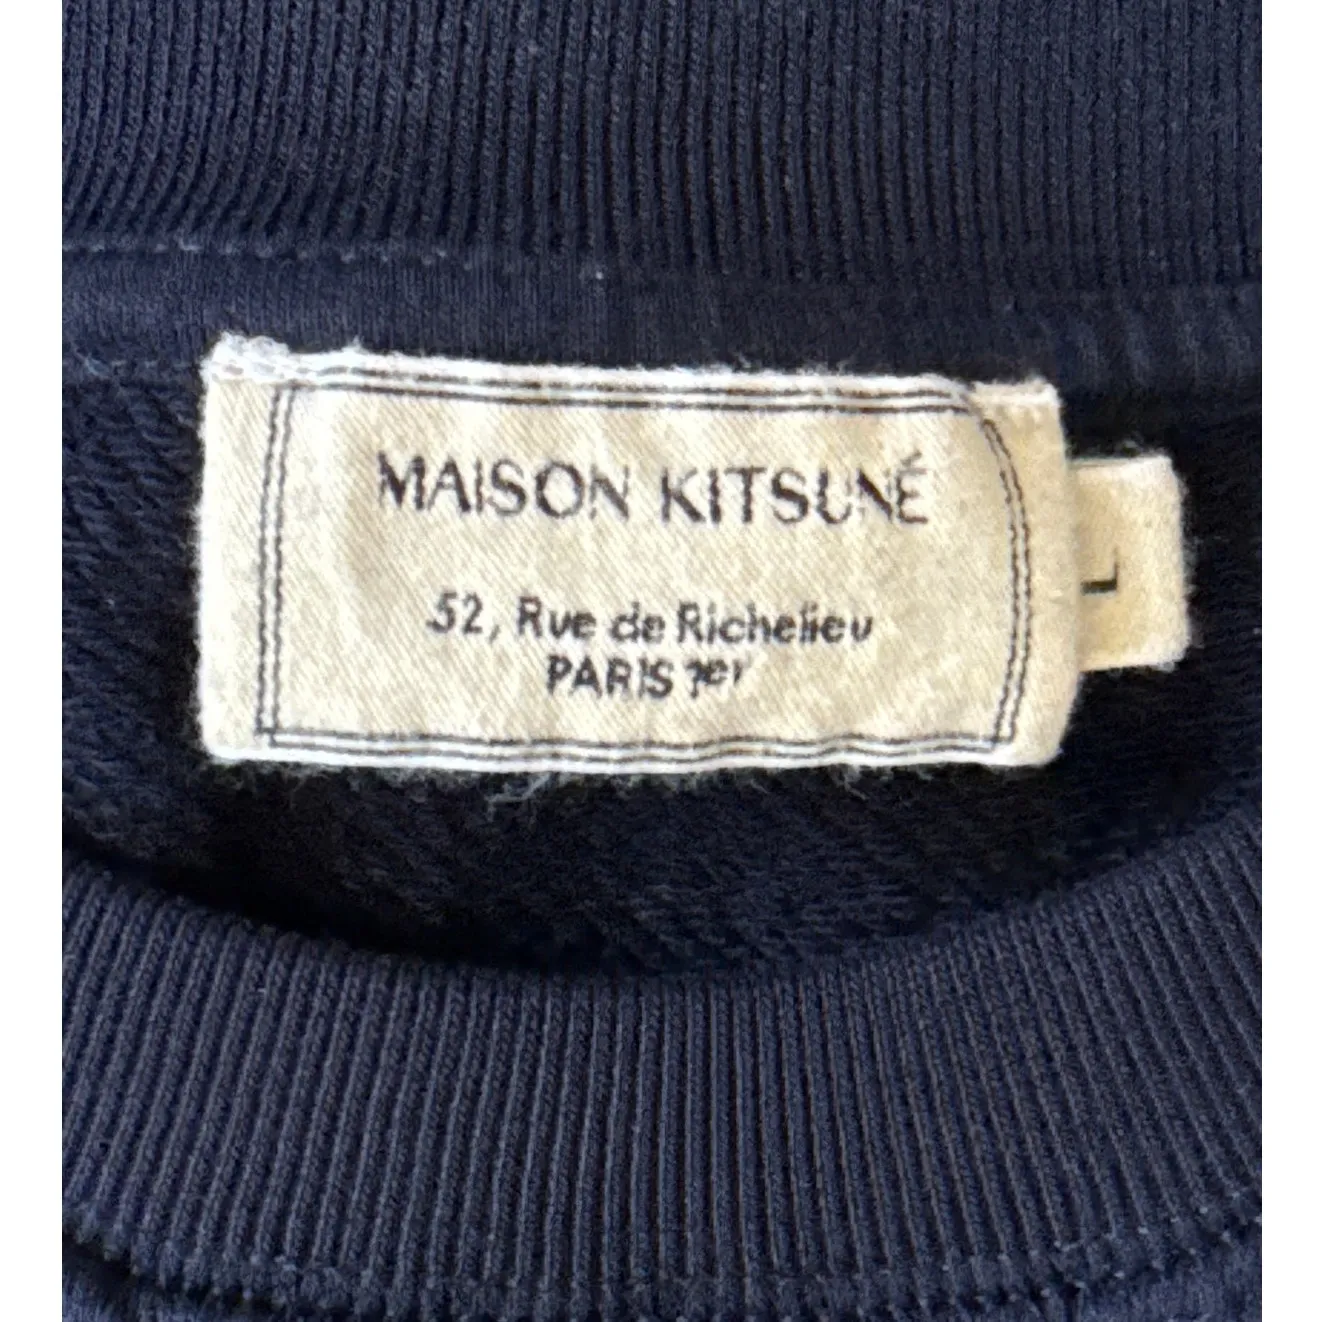 MAISON KITSUNÉ
52, Rue de Richelieu
PARIS 1er
L